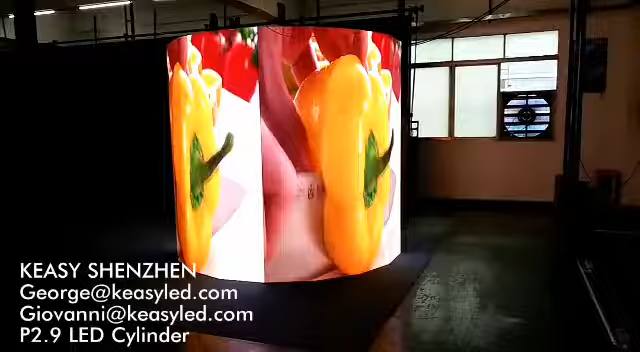 KEASY SHENZHEN
George@keasyled.com
Giovanni@keasyled.com
P2.9 LED Cylinder